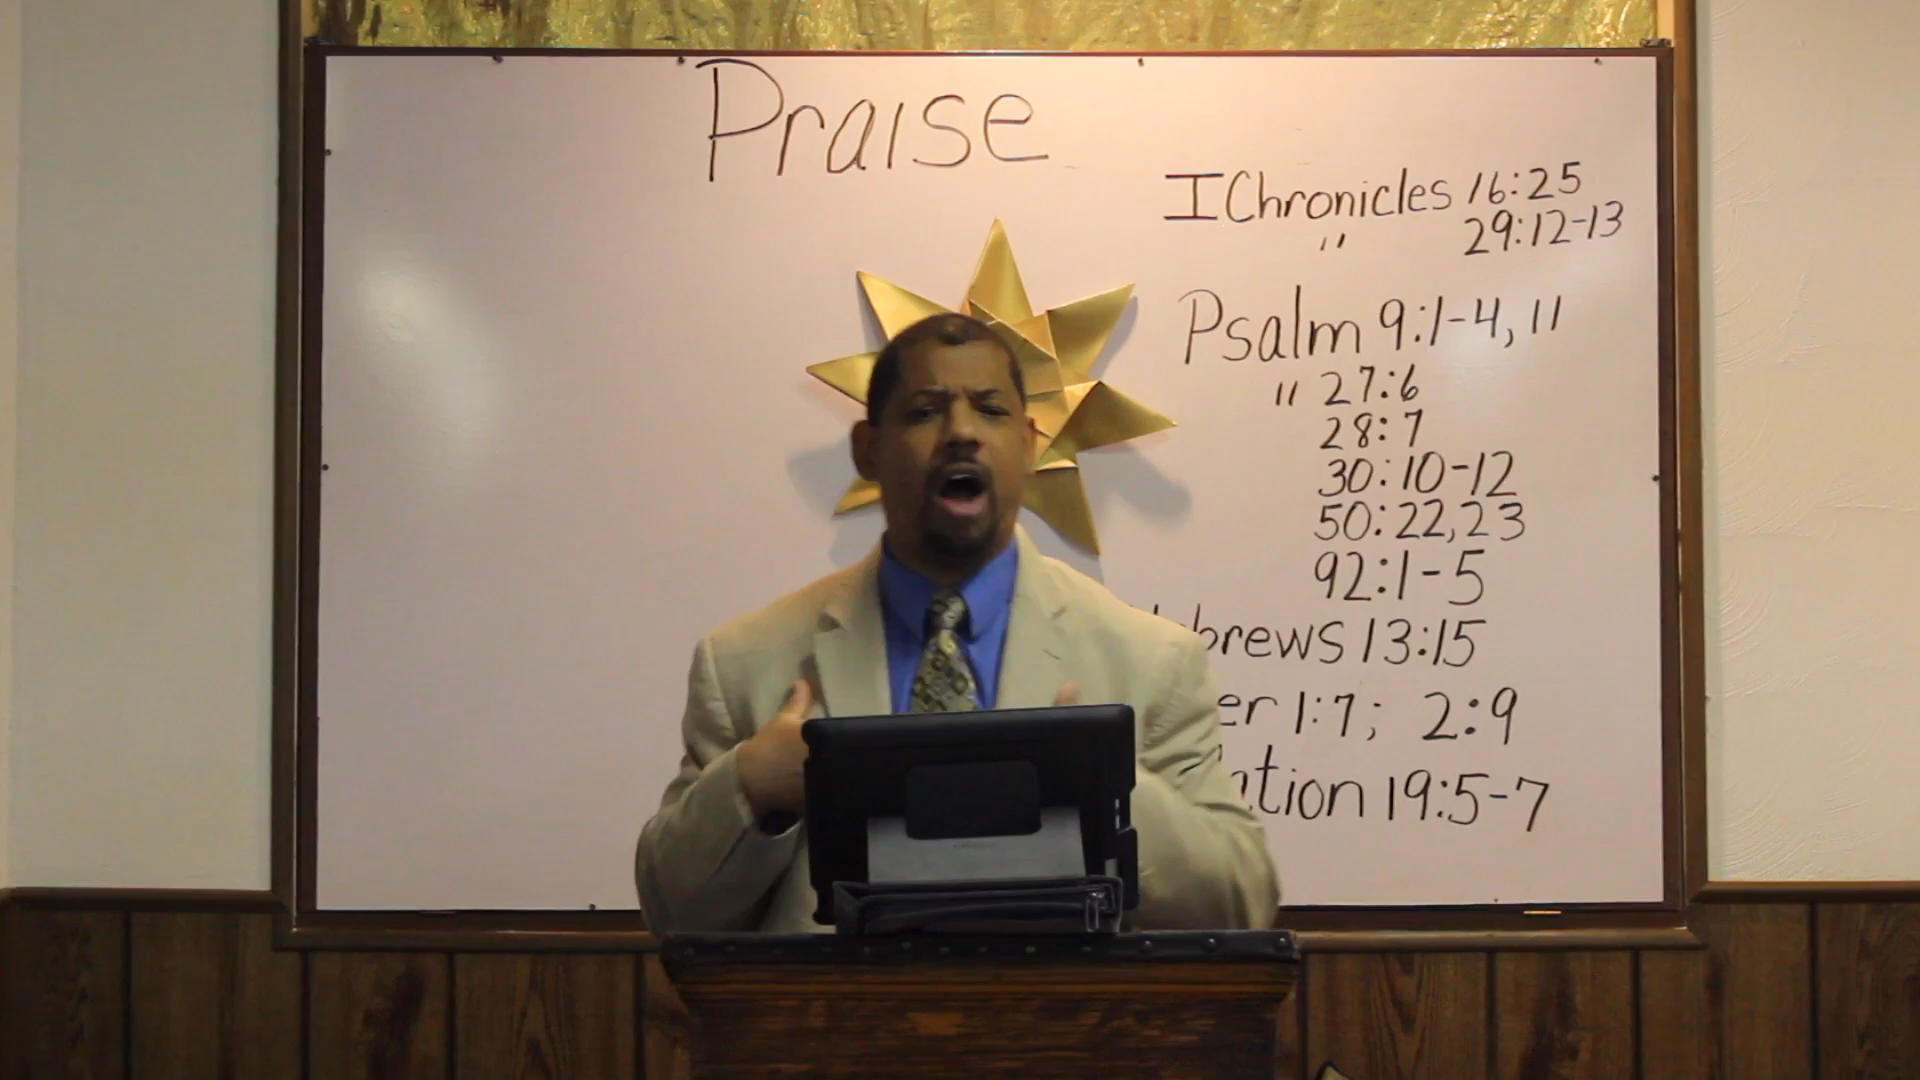 Praise
I Chronicles 16:25
" 29:12-13
Psalm 9:1-4, 11
" 27:6
28:7
30:10-12
50:22,23
92:1-5
brews 13:15
er 1:7; 2:9
ation 19:5-7